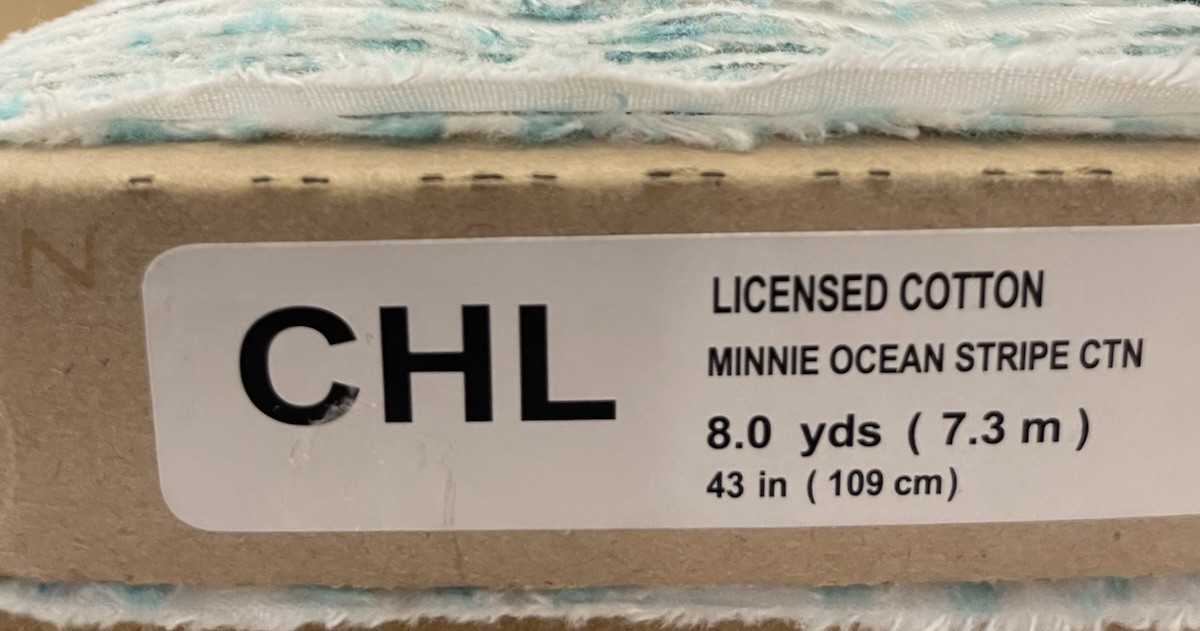 CHL
LICENSED COTTON
MINNIE OCEAN STRIPE CTN
8.0 yds ( 7.3 m )
43 in ( 109 cm)
N